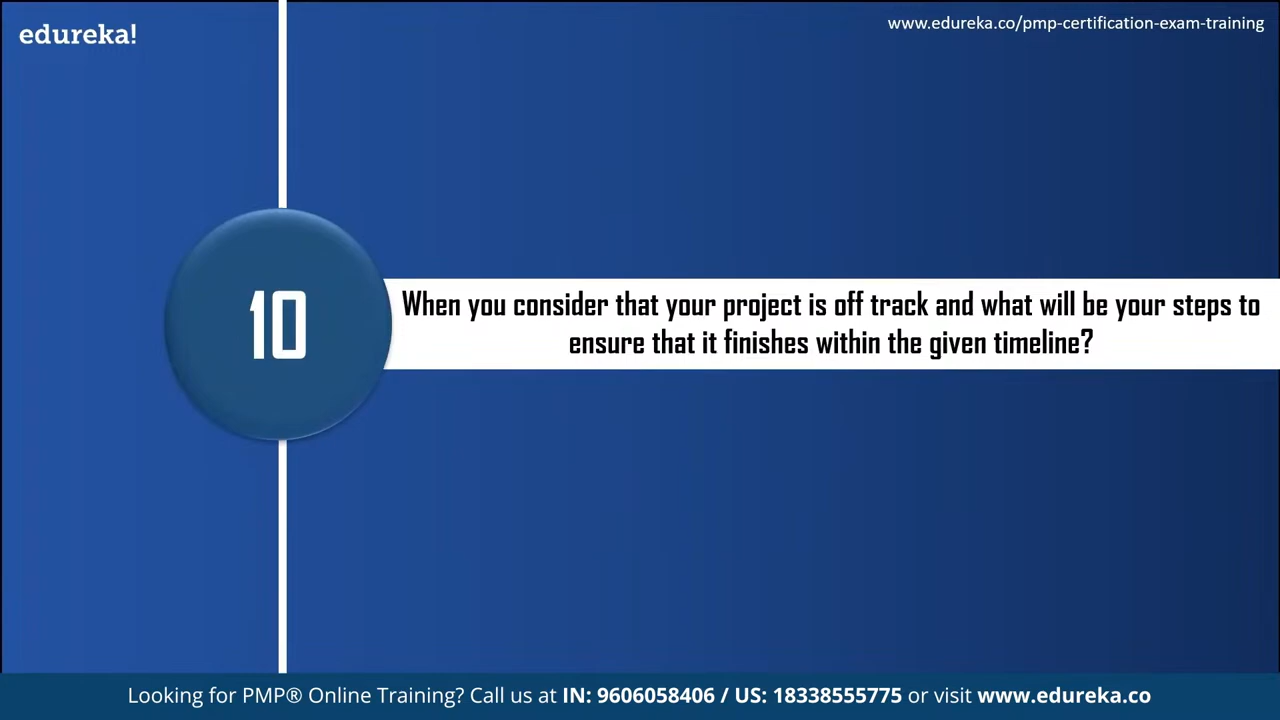 edureka!
www.edureka.co/pmp-certification-exam-training
10
When you consider that your project is off track and what will be your steps to
ensure that it finishes within the given timeline?
Looking for PMP® Online Training? Call us at IN: 9606058406 / US: 18338555775 or visit www.edureka.co